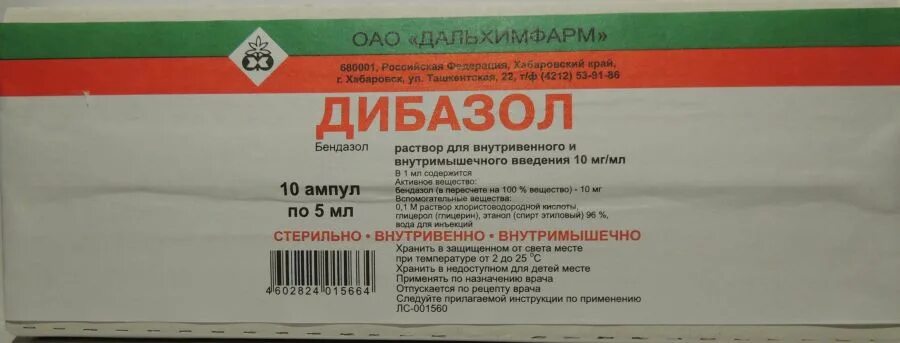 ОАО «ДАЛЬХИМФАРМ»
680001, Российская Федерация, Хабаровский край,
г. Хабаровск, ул. Ташкентская, 22, т/ф (4212) 53-91-86
ДИБАЗОЛ
Бендазол
раствор для внутривенного и
внутримышечного введения 10 мг/мл
В 1 мл содержится
Активное вещество:
бендазол (в пересчете на 100 % вещество) - 10 мг
Вспомогательные вещества:
0,1 М раствор хлористоводородной кислоты,
глицерол (глицерин), этанол (спирт этиловый) 96 %,
вода для инъекций
10 ампул
по 5 мл
СТЕРИЛЬНО • ВНУТРИВЕННО • ВНУТРИМЫШЕЧНО
Хранить в защищенном от света месте
при температуре от 2 до 25 °С
Хранить в недоступном для детей месте
Применять по назначению врача
Отпускается по рецепту врача
Следуйте прилагаемой инструкции по применению
ЛС-001560
4602824015664